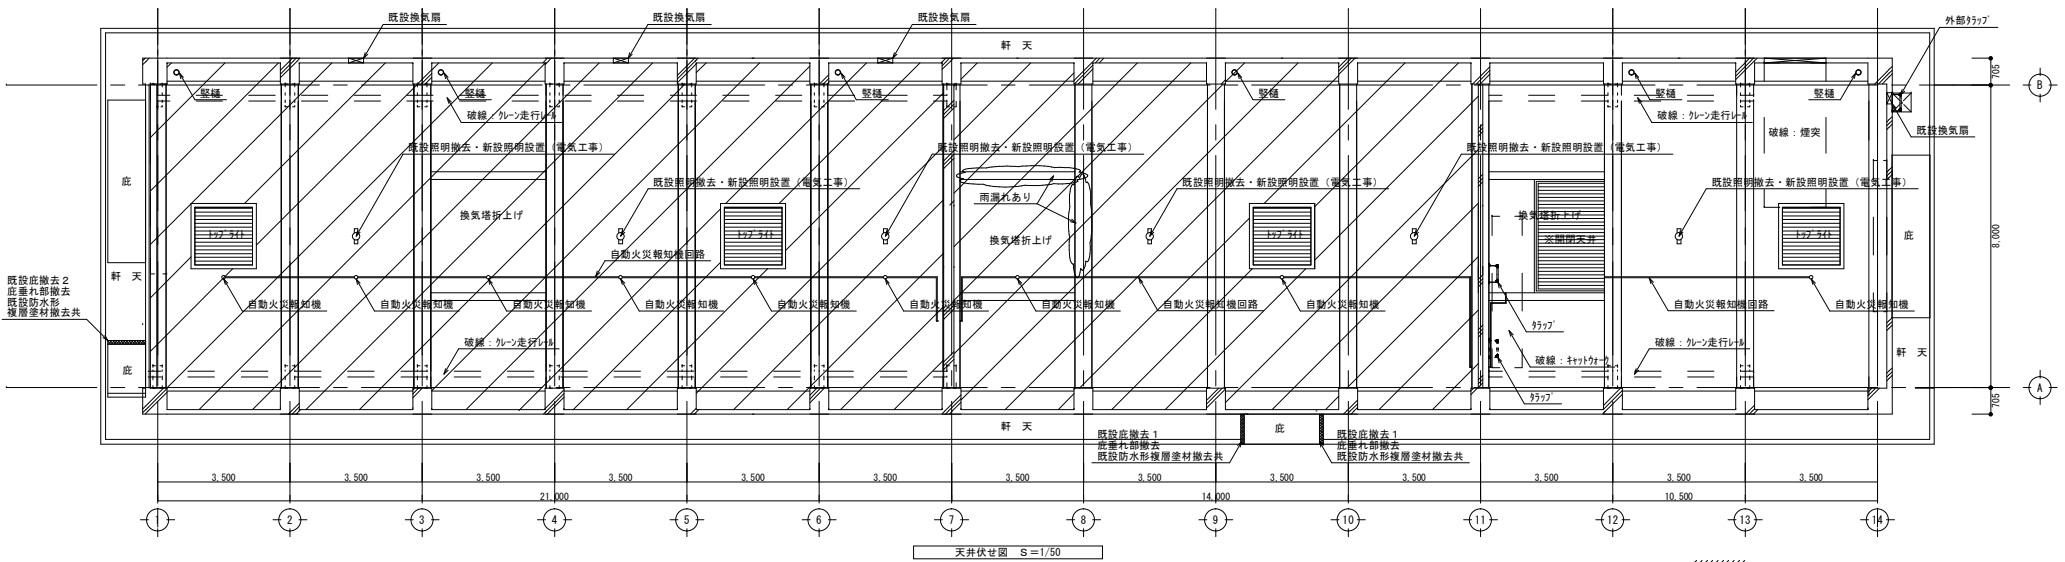 既設換気扇
既設換気扇
既設換気扇
外部ﾀﾗｯﾌﾟ
軒 天
705
竪樋
竪樋
竪樋
竪樋
竪樋
竪樋
B
破線：ｸﾚｰﾝ走行ﾚｰﾙ
破線：ｸﾚｰﾝ走行ﾚｰﾙ
破線：煙突
既設換気扇
既設照明撤去・新設照明設置（電気工事）
既設照明撤去・新設照明設置（電気工事）
既設照明撤去・新設照明設置（電気工事）
庇
既設照明撤去・新設照明設置（電気工事）
既設照明撤去・新設照明設置（電気工事）
既設照明撤去・新設照明設置（電気工事）
雨漏れあり
換気塔折上げ
換気塔折上げ
ﾄｯﾌﾟﾗｲﾄ
ﾄｯﾌﾟﾗｲﾄ
換気塔折上げ
ﾄｯﾌﾟﾗｲﾄ
※開閉天井
ﾄｯﾌﾟﾗｲﾄ
庇
8,000
自動火災報知機回路
軒 天
既設庇撤去２
庇垂れ部撤去
既設防水形
複層塗材撤去共
自動火災報知機
自動火災報知機
自動火災報知機
自動火災報知機
自動火災報知機
自動火災報知機
自動火災報知機
自動火災報知機回路
自動火災報知機
自動火災報知機回路
自動火災報知機
ﾀﾗｯﾌﾟ
破線：ｸﾚｰﾝ走行ﾚｰﾙ
破線：ｷｬｯﾄｳｫｰｸ
破線：ｸﾚｰﾝ走行ﾚｰﾙ
軒 天
庇
ﾀﾗｯﾌﾟ
A
705
軒 天
庇
既設庇撤去１
庇垂れ部撤去
既設防水形複層塗材撤去共
既設庇撤去１
庇垂れ部撤去
既設防水形複層塗材撤去共
3,500 3,500 3,500 3,500 3,500 3,500 3,500 3,500 3,500 3,500 3,500 3,500 3,500
21,000 14,000 10,500
1 2 3 4 5 6 7 8 9 10 11 12 13 14
天井伏せ図 Ｓ＝1/50